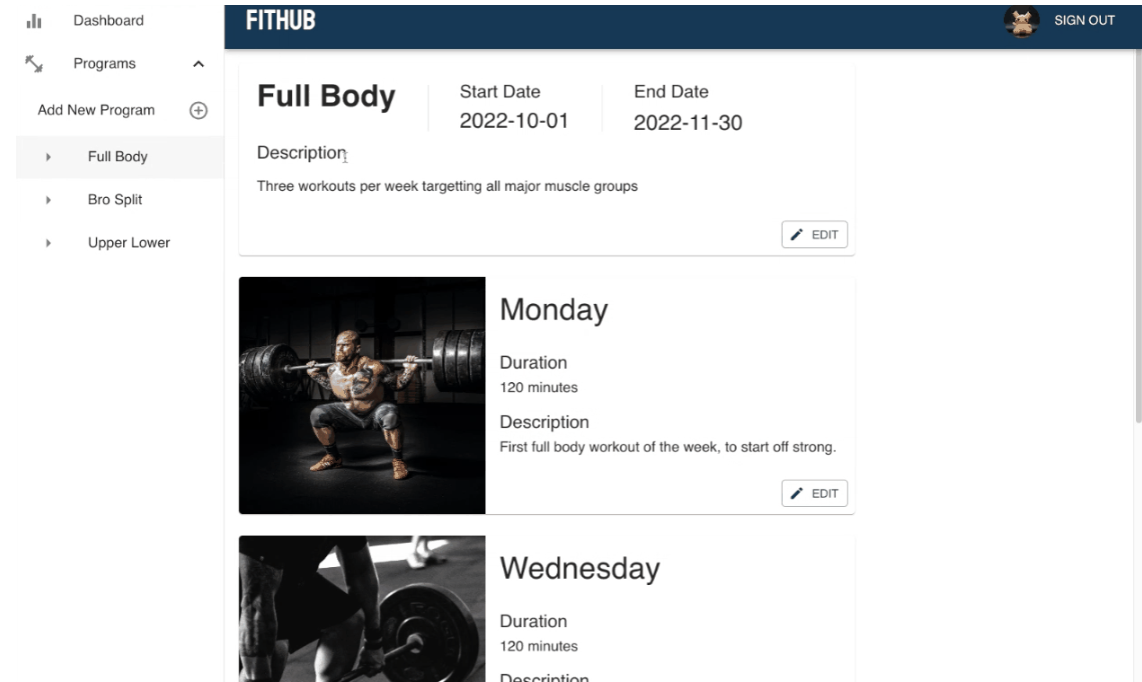 Dashboard
Programs
Add New Program
Full Body
Bro Split
Upper Lower
FITHUB
SIGN OUT
Full Body
Start Date
2022-10-01
End Date
2022-11-30
Description
Three workouts per week targetting all major muscle groups
EDIT
Monday
Duration
120 minutes
Description
First full body workout of the week, to start off strong.
EDIT
Wednesday
Duration
120 minutes
Description